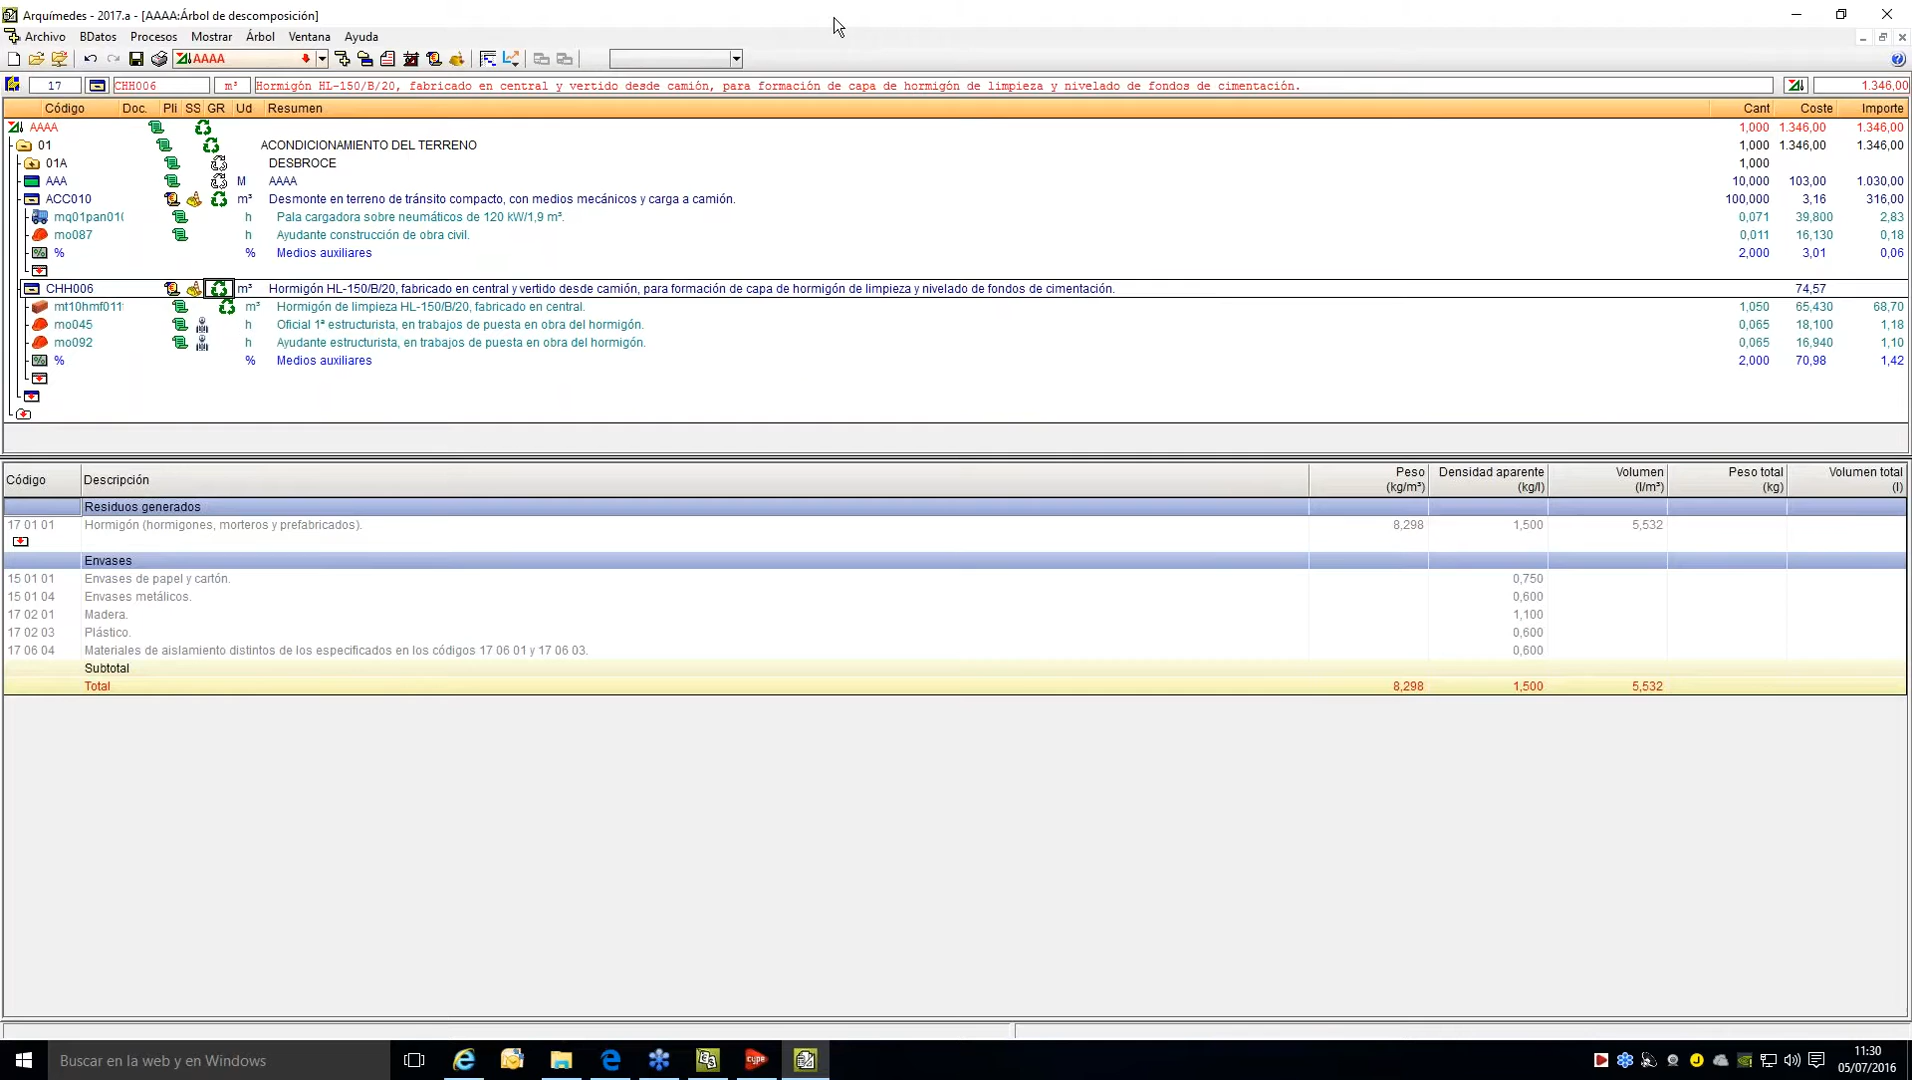 Arquímedes - 2017.a - [AAAA:Árbol de descomposición]
Archivo BDatos Procesos Mostrar Árbol Ventana Ayuda
AAAA
17 CHH006 m³ Hormigón HL-150/B/20, fabricado en central y vertido desde camión, para formación de capa de hormigón de limpieza y nivelado de fondos de cimentación. 1.346,00
Código Doc. Pli SS GR Ud Resumen Cant Coste Importe
AAAA 1,000 1.346,00 1.346,00
01 ACONDICIONAMIENTO DEL TERRENO 1,000 1.346,00 1.346,00
01A DESBROCE 1,000
AAA M AAAA 10,000 103,00 1.030,00
ACC010 m³ Desmonte en terreno de tránsito compacto, con medios mecánicos y carga a camión. 100,000 3,16 316,00
mq01pan01 h Pala cargadora sobre neumáticos de 120 kW/1,9 m³. 0,071 39,800 2,83
mo087 h Ayudante construcción de obra civil. 0,011 16,130 0,18
% % Medios auxiliares 2,000 3,01 0,06
CHH006 m³ Hormigón HL-150/B/20, fabricado en central y vertido desde camión, para formación de capa de hormigón de limpieza y nivelado de fondos de cimentación. 74,57
mt10hmf011 m³ Hormigón de limpieza HL-150/B/20, fabricado en central. 1,050 65,430 68,70
mo045 h Oficial 1ª estructurista, en trabajos de puesta en obra del hormigón. 0,065 18,100 1,18
mo092 h Ayudante estructurista, en trabajos de puesta en obra del hormigón. 0,065 16,940 1,10
% % Medios auxiliares 2,000 70,98 1,42
Código Descripción Peso (kg/m³) Densidad aparente (kg/l) Volumen (l/m³) Peso total (kg) Volumen total (l)
Residuos generados
17 01 01 Hormigón (hormigones, morteros y prefabricados). 8,298 1,500 5,532
Envases
15 01 01 Envases de papel y cartón. 0,750
15 01 04 Envases metálicos. 0,600
17 02 01 Madera. 1,100
17 02 03 Plástico. 0,600
17 06 04 Materiales de aislamiento distintos de los especificados en los códigos 17 06 01 y 17 06 03. 0,600
Subtotal
Total 8,298 1,500 5,532
Buscar en la web y en Windows
cype
11:30
05/07/2016